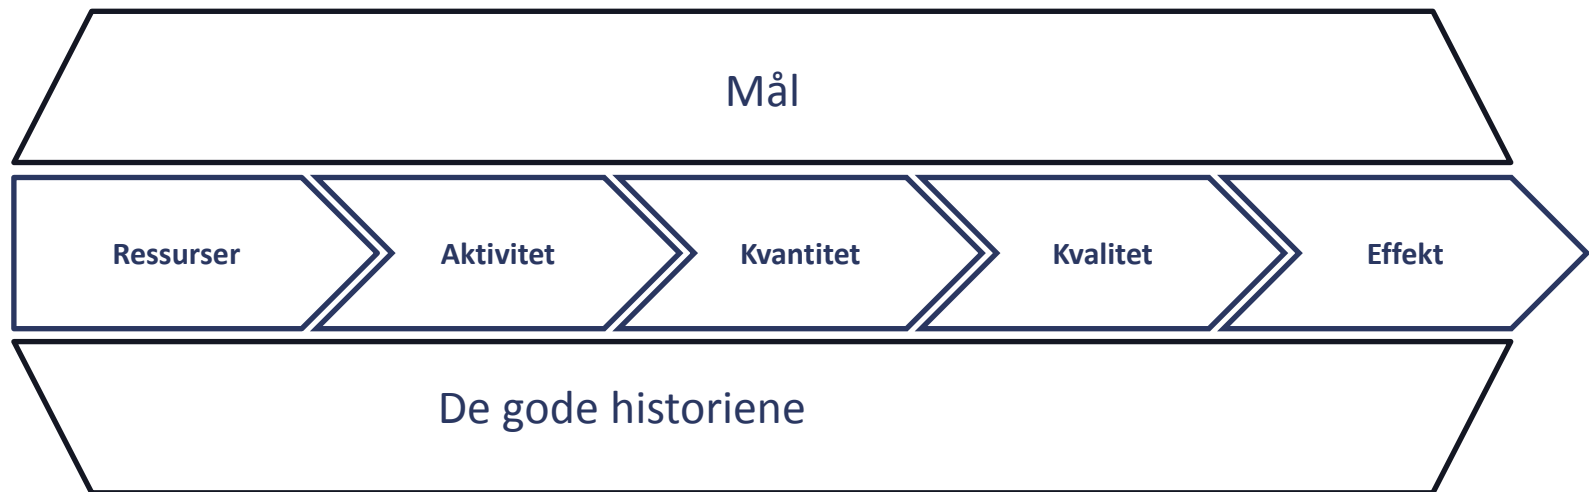 Mål
Ressurser
Aktivitet
Kvantitet
Kvalitet
Effekt
De gode historiene